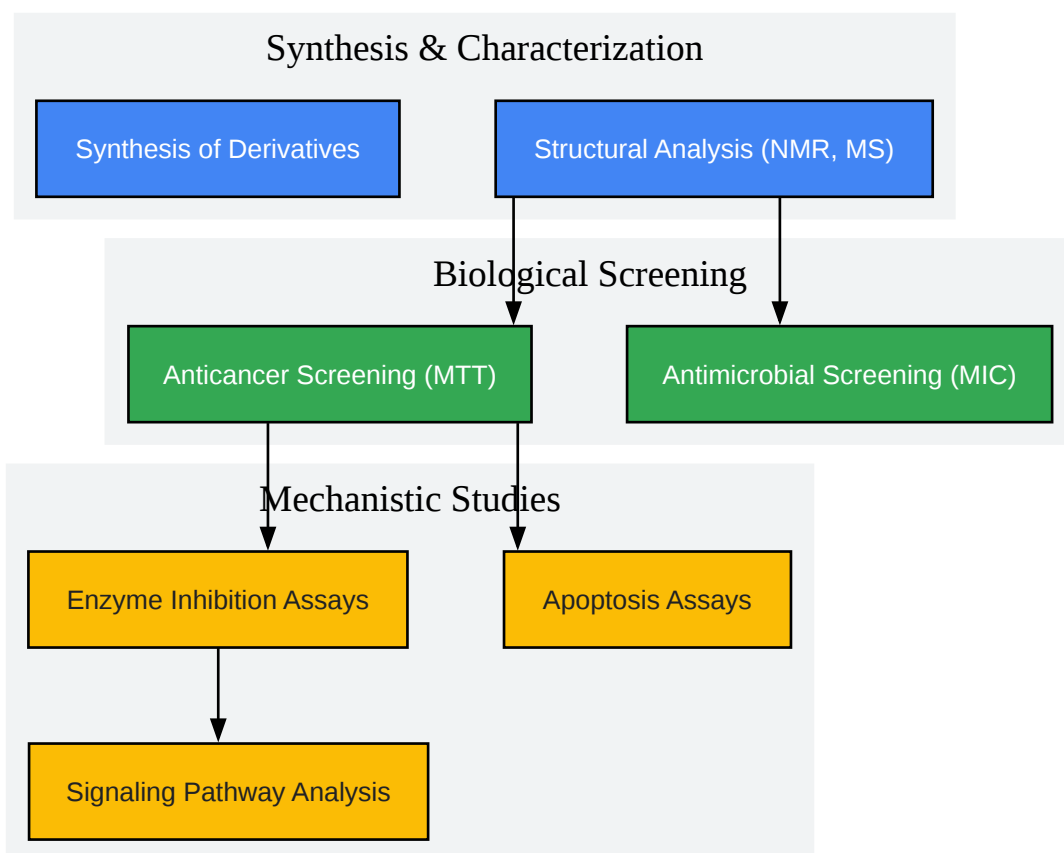 Synthesis & Characterization
Synthesis of Derivatives
Structural Analysis (NMR, MS)
Biological Screening
Anticancer Screening (MTT)
Antimicrobial Screening (MIC)
Mechanistic Studies
Enzyme Inhibition Assays
Apoptosis Assays
Signaling Pathway Analysis